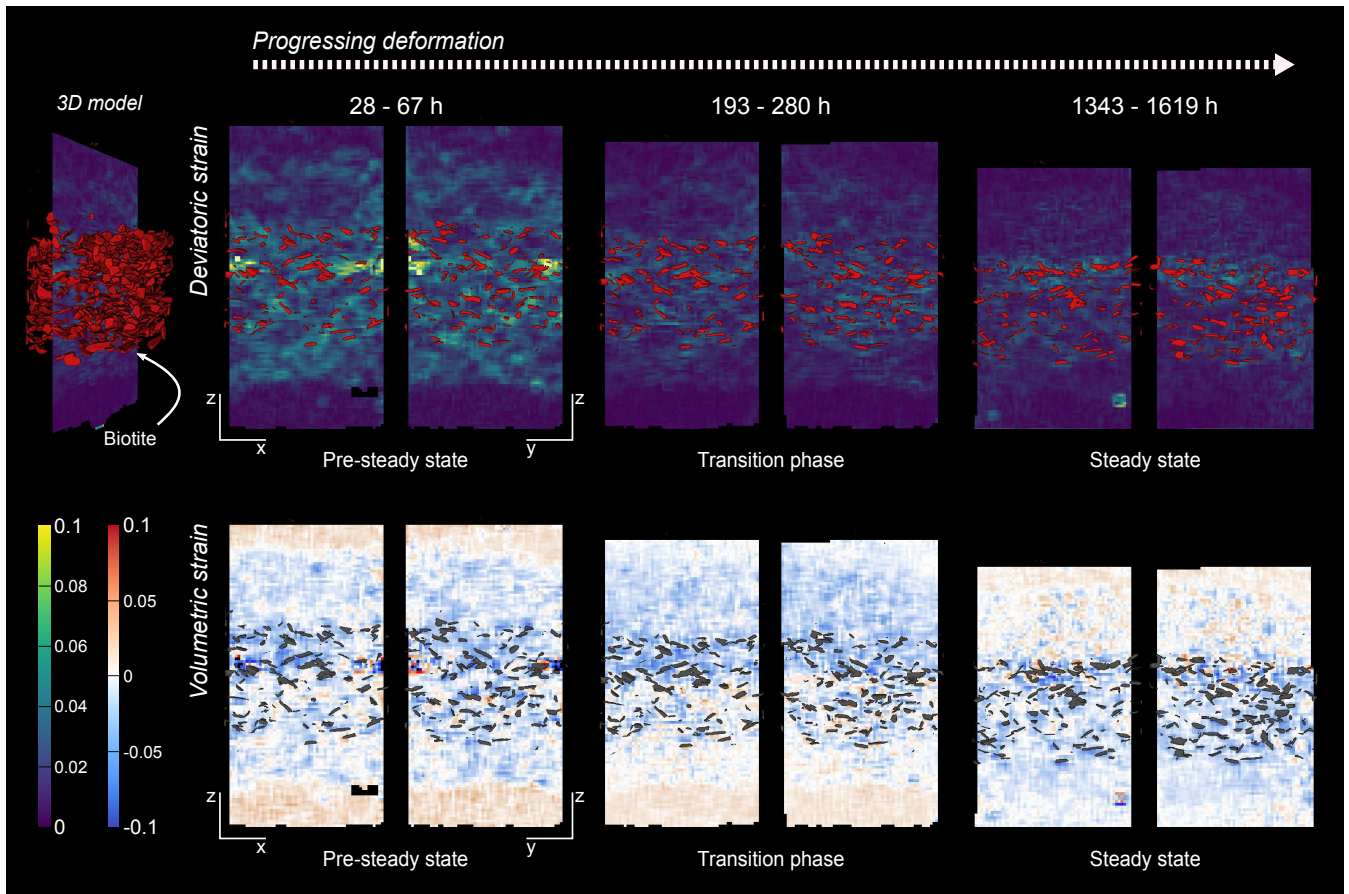 Progressing deformation
3D model
28 - 67 h
193 - 280 h
1343 - 1619 h
Deviatoric strain
Biotite
z
x
z
y
Pre-steady state
Transition phase
Steady state
Volumetric strain
0.1
0.08
0.06
0.04
0.02
0
0.1
0.05
0
-0.05
-0.1
z
x
z
y
Pre-steady state
Transition phase
Steady state